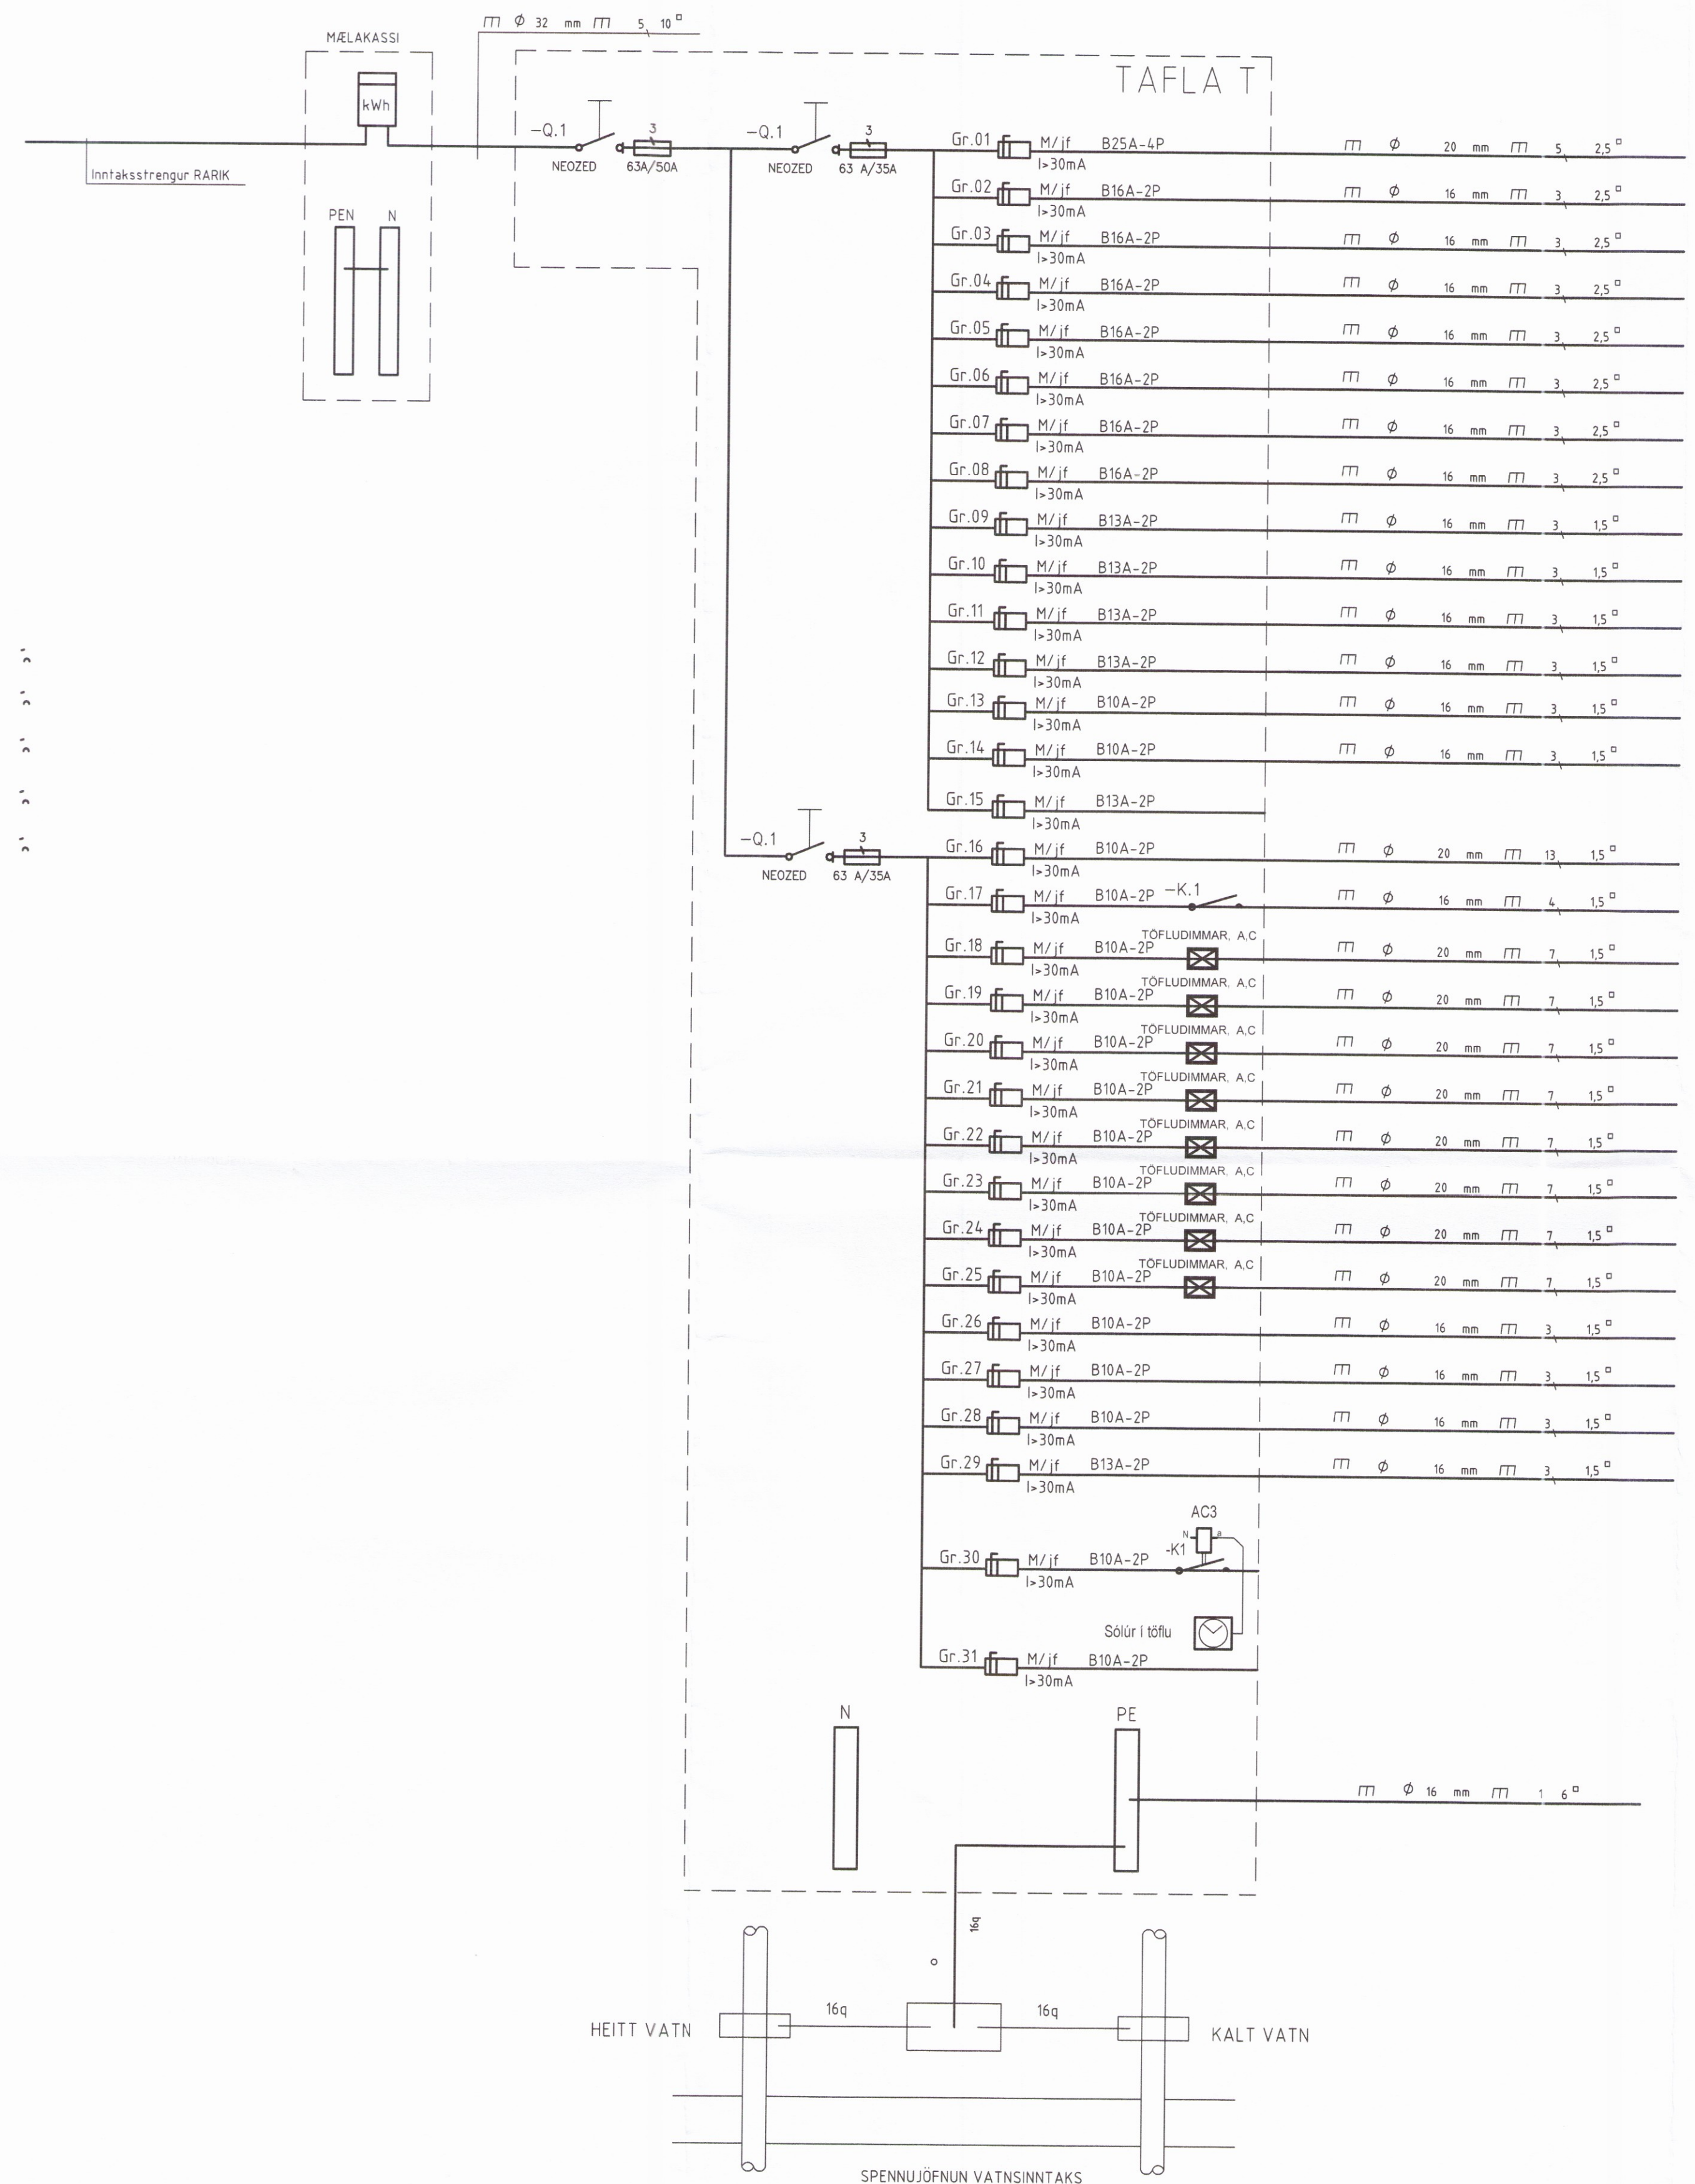 Ø 32 mm 5 10
MÆLAKASSI
TAFLA T
kWh
Inntaksstrengur RARIK
PEN N
-Q.1 3
NEOZED 63A/50A
-Q.1 3
NEOZED 63 A/35A
Gr.01 M/jf B25A-4P Ø 20 mm 5 2,5
I>30mA
Gr.02 M/jf B16A-2P Ø 16 mm 3 2,5
I>30mA
Gr.03 M/jf B16A-2P Ø 16 mm 3 2,5
I>30mA
Gr.04 M/jf B16A-2P Ø 16 mm 3 2,5
I>30mA
Gr.05 M/jf B16A-2P Ø 16 mm 3 2,5
I>30mA
Gr.06 M/jf B16A-2P Ø 16 mm 3 2,5
I>30mA
Gr.07 M/jf B16A-2P Ø 16 mm 3 2,5
I>30mA
Gr.08 M/jf B16A-2P Ø 16 mm 3 2,5
I>30mA
Gr.09 M/jf B13A-2P Ø 16 mm 3 1,5
I>30mA
Gr.10 M/jf B13A-2P Ø 16 mm 3 1,5
I>30mA
Gr.11 M/jf B13A-2P Ø 16 mm 3 1,5
I>30mA
Gr.12 M/jf B13A-2P Ø 16 mm 3 1,5
I>30mA
Gr.13 M/jf B10A-2P Ø 16 mm 3 1,5
I>30mA
Gr.14 M/jf B10A-2P Ø 16 mm 3 1,5
I>30mA
Gr.15 M/jf B13A-2P
I>30mA
-Q.1 3
NEOZED 63 A/35A
Gr.16 M/jf B10A-2P Ø 20 mm 13 1,5
I>30mA
Gr.17 M/jf B10A-2P -K.1 Ø 16 mm 4 1,5
I>30mA
TÖFLUDIMMAR, A,C
Gr.18 M/jf B10A-2P Ø 20 mm 7 1,5
I>30mA
TÖFLUDIMMAR, A,C
Gr.19 M/jf B10A-2P Ø 20 mm 7 1,5
I>30mA
TÖFLUDIMMAR, A,C
Gr.20 M/jf B10A-2P Ø 20 mm 7 1,5
I>30mA
TÖFLUDIMMAR, A,C
Gr.21 M/jf B10A-2P Ø 20 mm 7 1,5
I>30mA
TÖFLUDIMMAR, A,C
Gr.22 M/jf B10A-2P Ø 20 mm 7 1,5
I>30mA
TÖFLUDIMMAR, A,C
Gr.23 M/jf B10A-2P Ø 20 mm 7 1,5
I>30mA
TÖFLUDIMMAR, A,C
Gr.24 M/jf B10A-2P Ø 20 mm 7 1,5
I>30mA
TÖFLUDIMMAR, A,C
Gr.25 M/jf B10A-2P Ø 20 mm 7 1,5
I>30mA
Gr.26 M/jf B10A-2P Ø 16 mm 3 1,5
I>30mA
Gr.27 M/jf B10A-2P Ø 16 mm 3 1,5
I>30mA
Gr.28 M/jf B10A-2P Ø 16 mm 3 1,5
I>30mA
Gr.29 M/jf B13A-2P Ø 16 mm 3 1,5
I>30mA
AC3
N a
-K1
Gr.30 M/jf B10A-2P
I>30mA
Sólúr í töflu
Gr.31 M/jf B10A-2P
I>30mA
N PE
Ø 16 mm 1 6
16q
16q 16q
HEITT VATN KALT VATN
SPENNUJÖFNUN VATNSINNTAKS